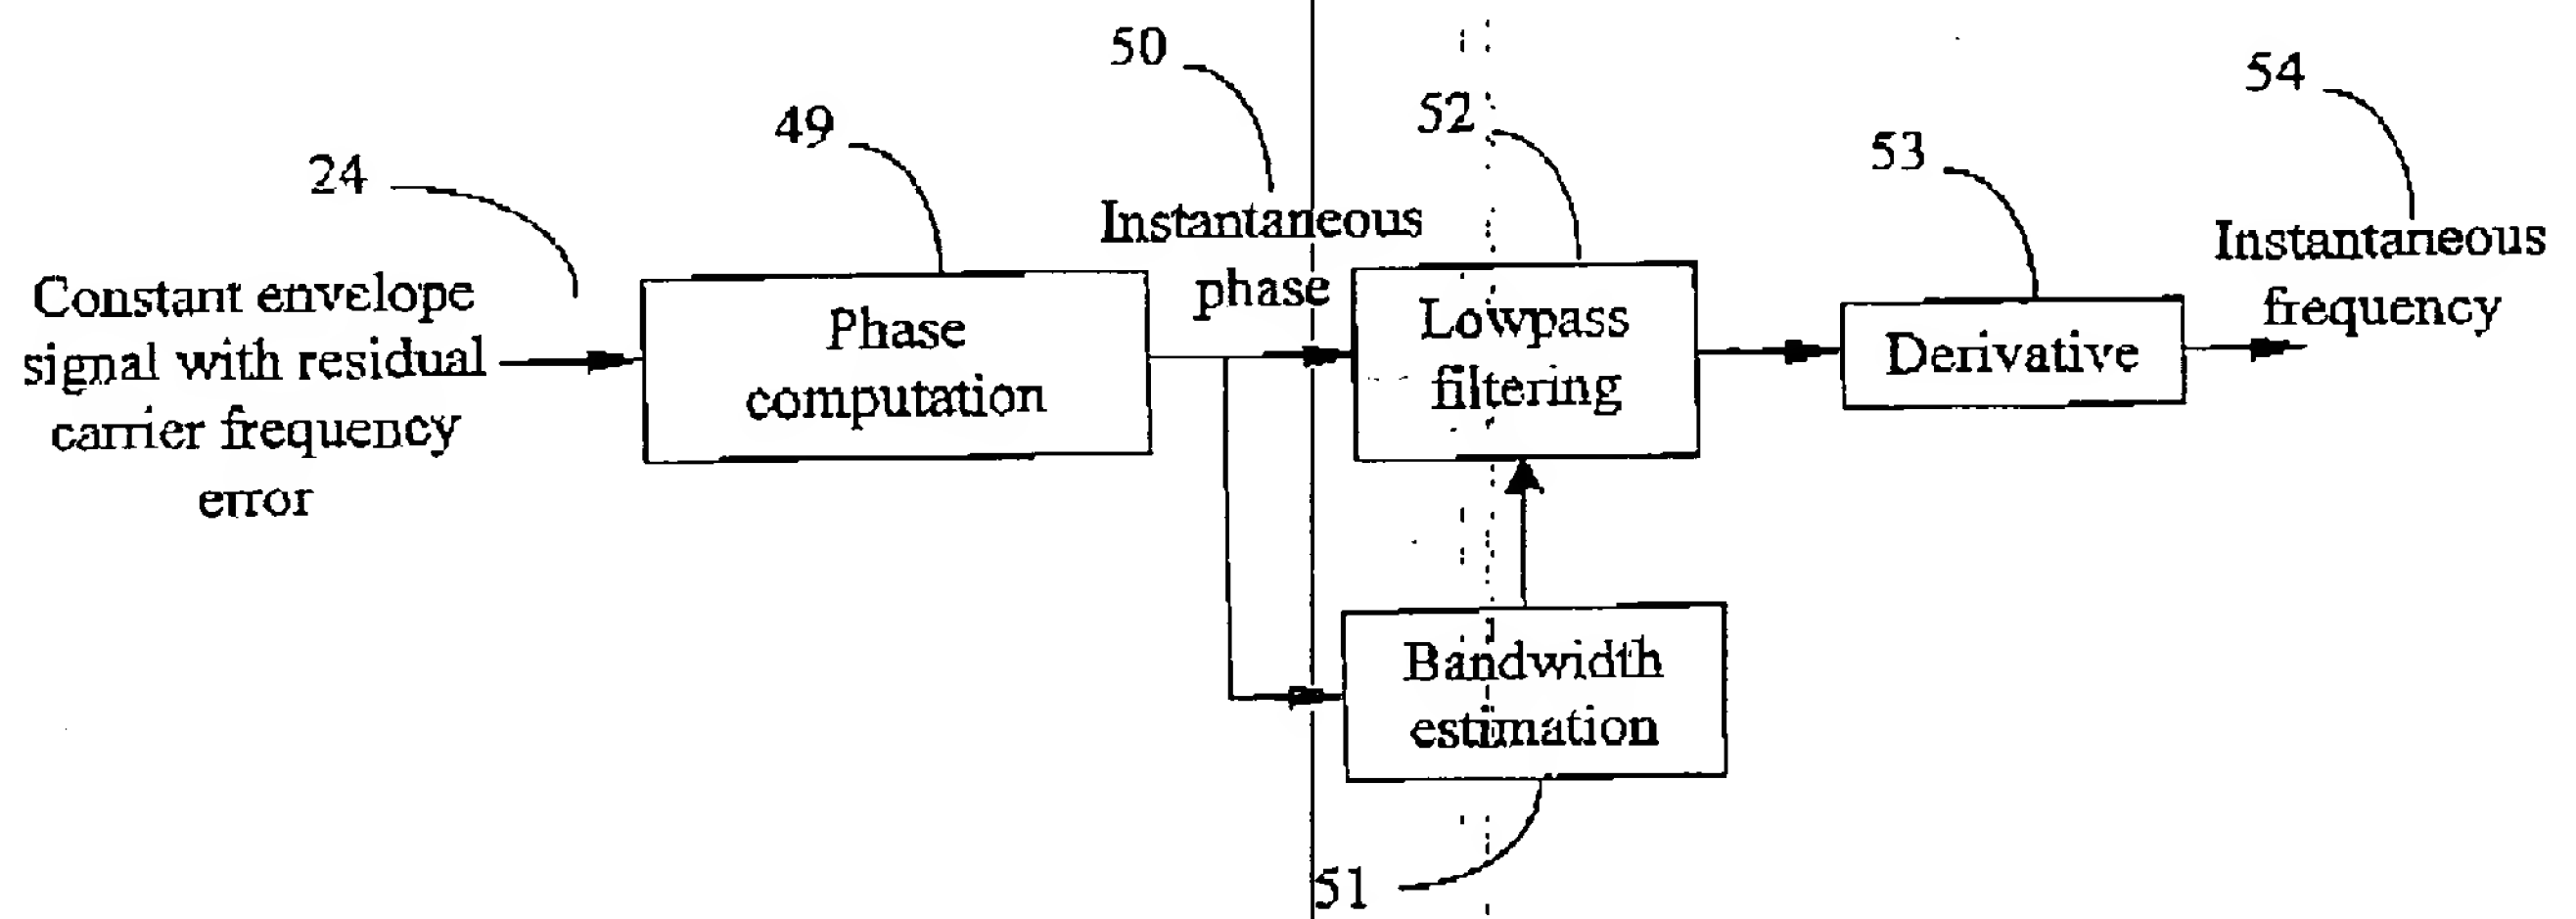 50
54
52
49
53
24
Instantaneous
phase
Instantaneous
frequency
Constant envelope
signal with residual
carrier frequency
error
Phase
computation
Lowpass
filtering
Derivative
Bandwidth
estimation
51